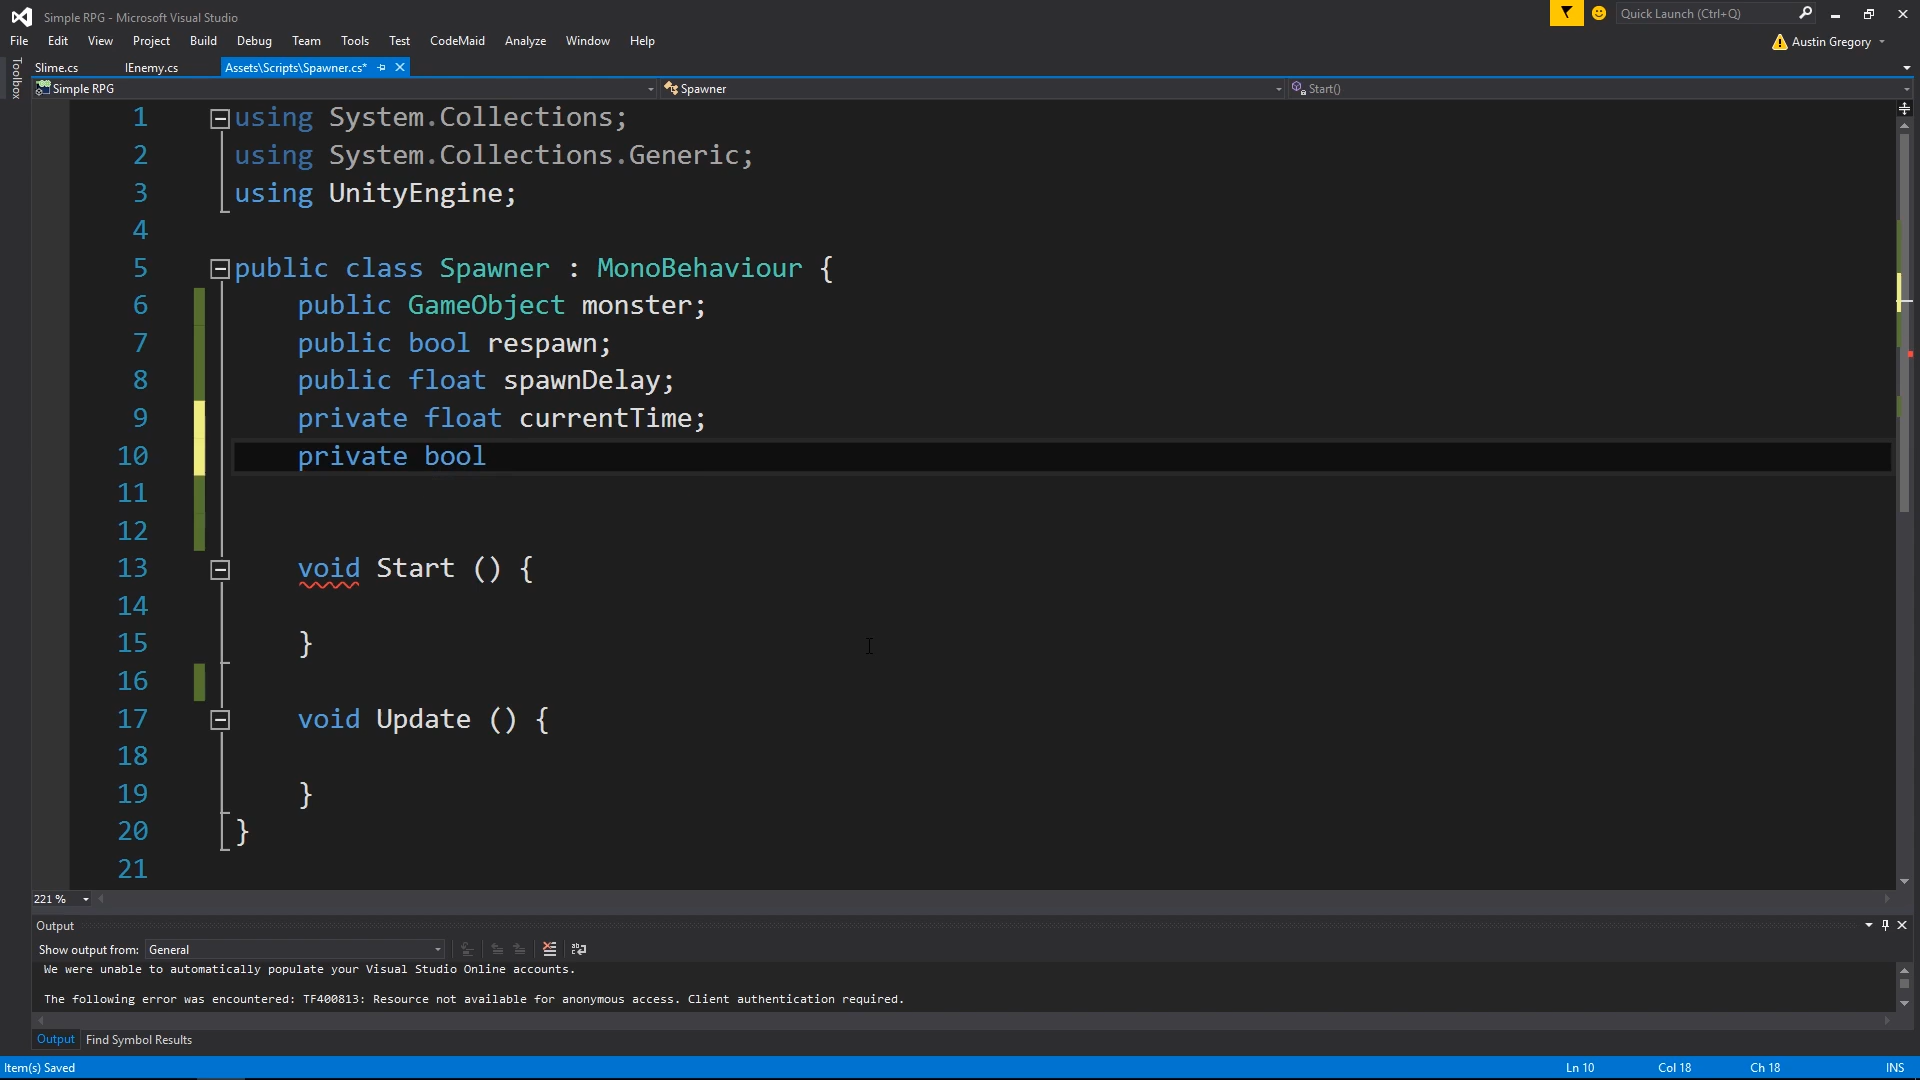 Simple RPG - Microsoft Visual Studio
Quick Launch (Ctrl+Q)
File Edit View Project Build Debug Team Tools Test CodeMaid Analyze Window Help
Austin Gregory
Toolbox
Slime.cs IEnemy.cs Assets\Scripts\Spawner.cs*
Simple RPG Spawner Start()
1 using System.Collections;
2 using System.Collections.Generic;
3 using UnityEngine;
4
5 public class Spawner : MonoBehaviour {
6 public GameObject monster;
7 public bool respawn;
8 public float spawnDelay;
9 private float currentTime;
10 private bool
11
12
13 void Start () {
14
15 }
16
17 void Update () {
18
19 }
20 }
21
221 %
Output
Show output from: General
We were unable to automatically populate your Visual Studio Online accounts.
The following error was encountered: TF400813: Resource not available for anonymous access. Client authentication required.
Output Find Symbol Results
Item(s) Saved Ln 10 Col 18 Ch 18 INS